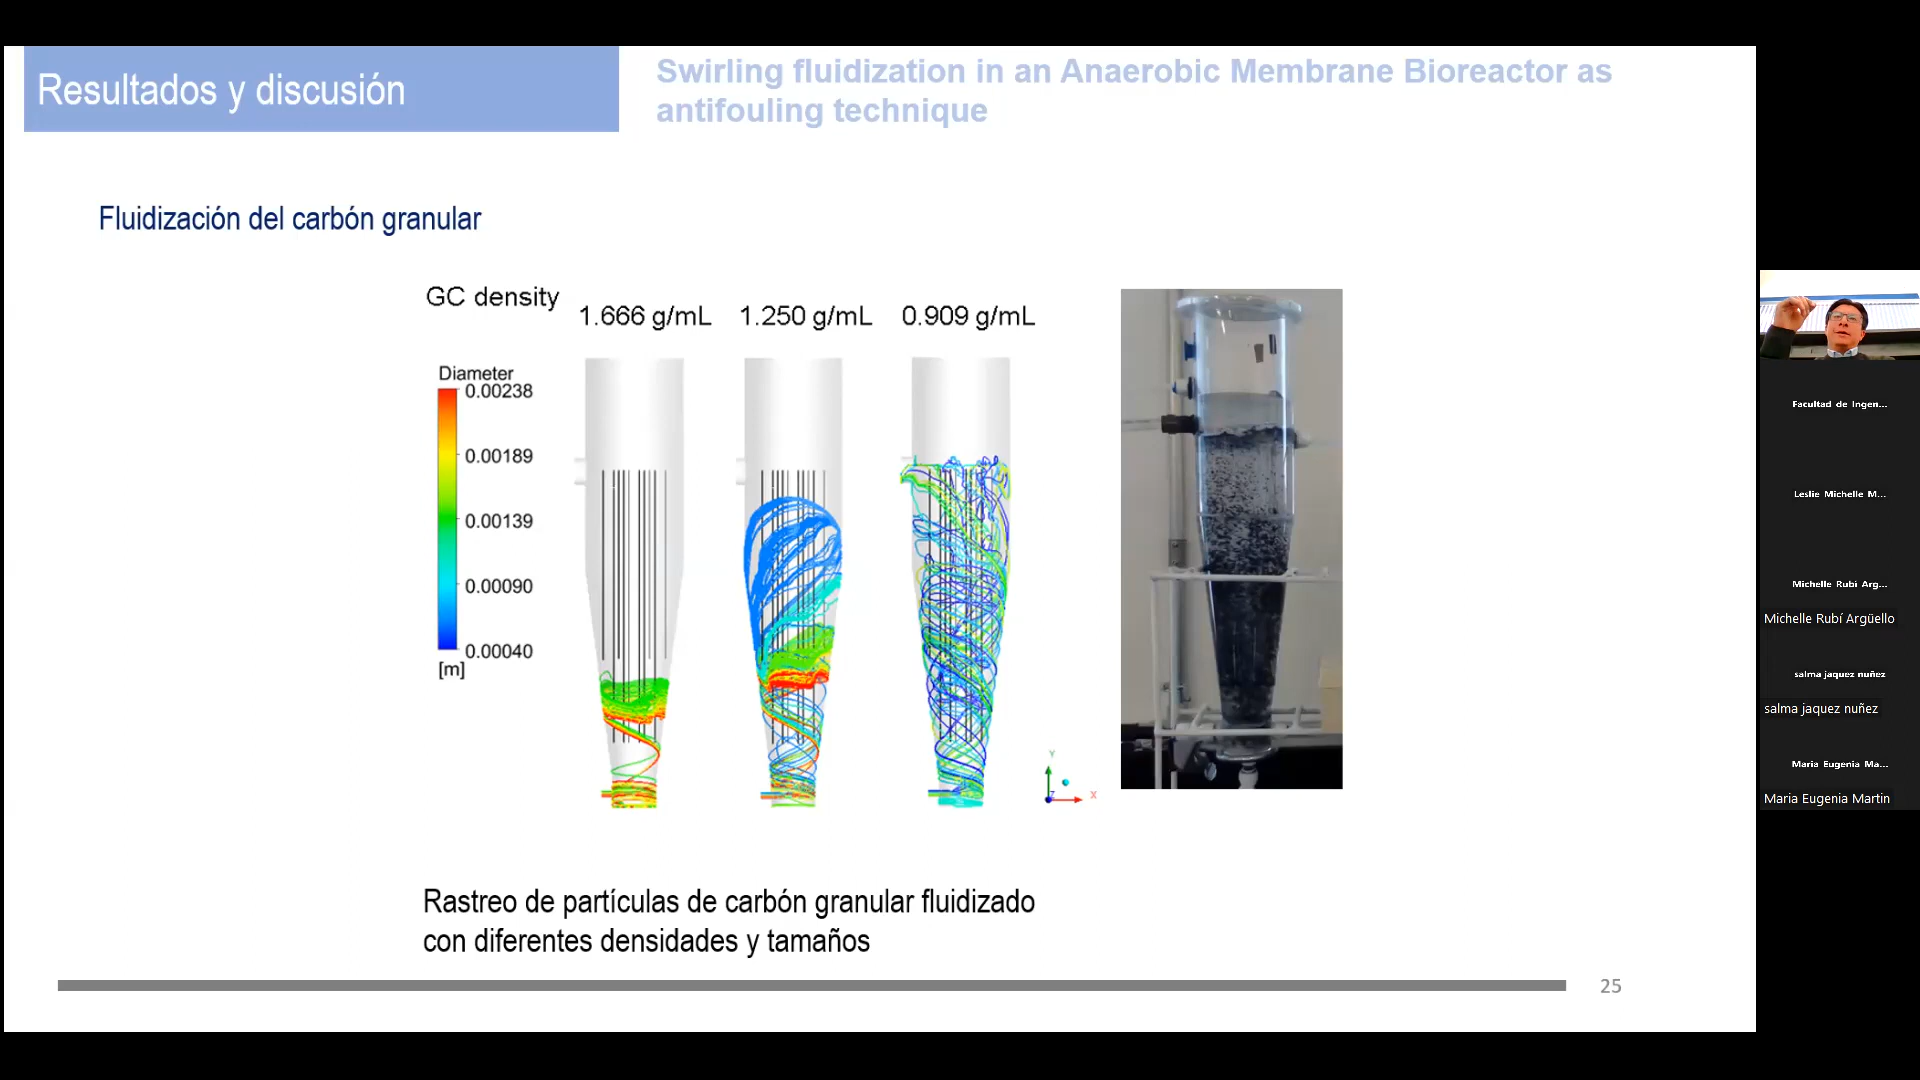 Resultados y discusión
Swirling fluidization in an Anaerobic Membrane Bioreactor as
antifouling technique
Fluidización del carbón granular
GC density
1.666 g/mL
1.250 g/mL
0.909 g/mL
Diameter
0.00238
0.00189
0.00139
0.00090
0.00040
[m]
Y
Z
X
Rastreo de partículas de carbón granular fluidizado
con diferentes densidades y tamaños
25
Facultad de Ingen...
Leslie Michelle M...
Michelle Rubí Arg...
Michelle Rubí Argüello
salma jaquez nuñez
salma jaquez nuñez
Maria Eugenia Ma...
Maria Eugenia Martin